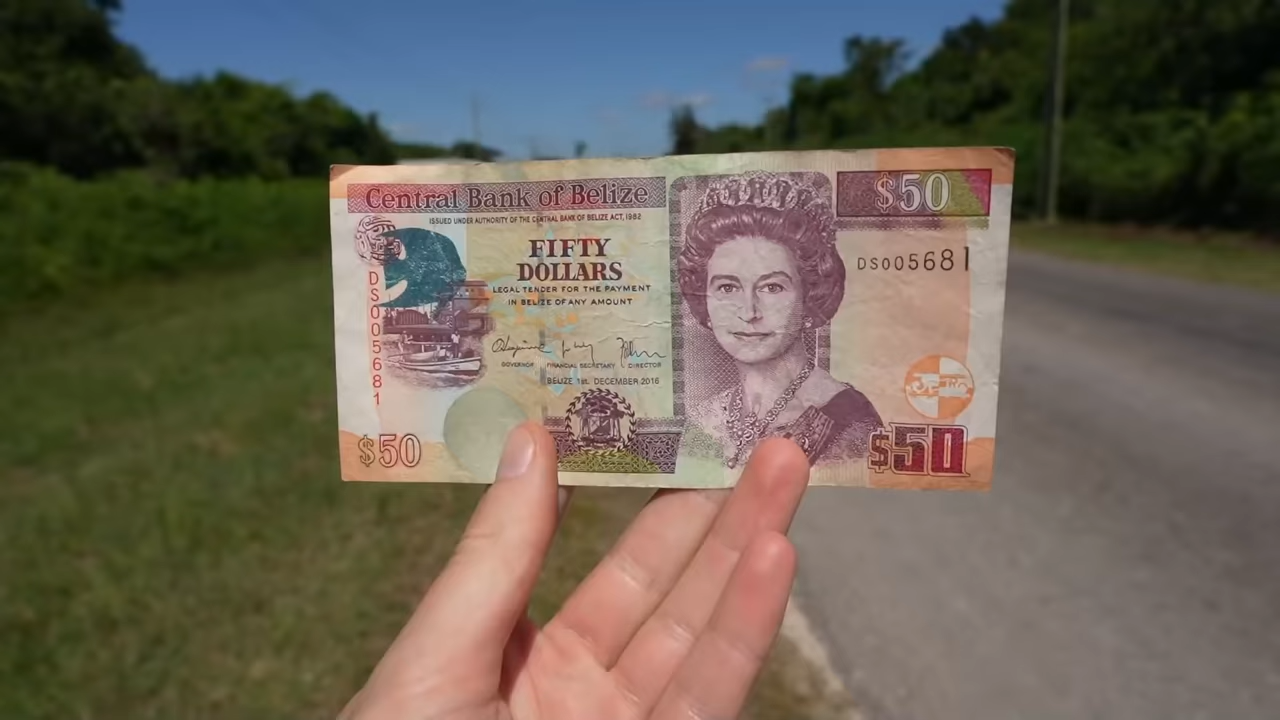 Central Bank of Belize
ISSUED UNDER AUTHORITY OF THE CENTRAL BANK OF BELIZE ACT, 1982
FIFTY
DOLLARS
LEGAL TENDER FOR THE PAYMENT
IN BELIZE OF ANY AMOUNT
GOVERNOR FINANCIAL SECRETARY DIRECTOR
BELIZE 1st. DECEMBER 2016
DS005681
$50
$50
DS005681
$50